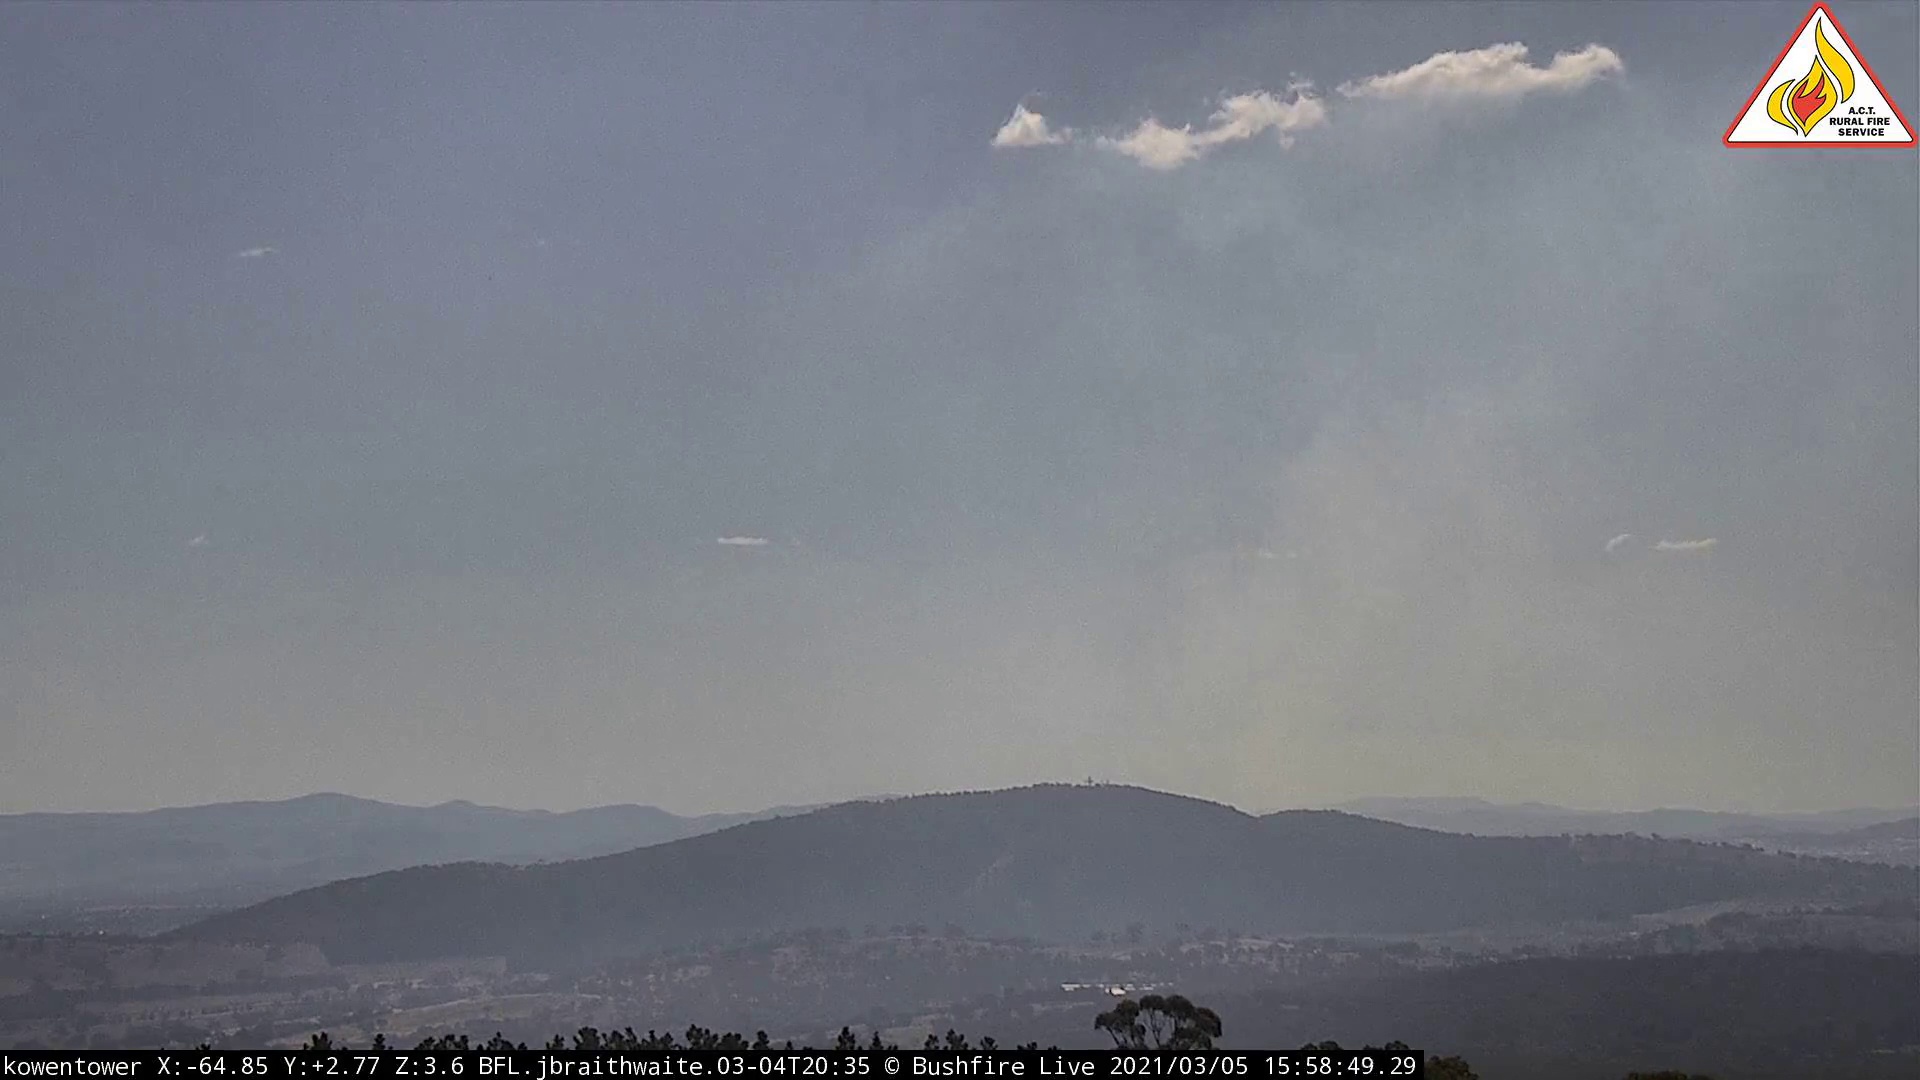 A.C.T.
RURAL FIRE
SERVICE
kowentower X:-64.85 Y:+2.77 Z:3.6 BFL.jbraithwaite.03-04T20:35 © Bushfire Live 2021/03/05 15:58:49.29